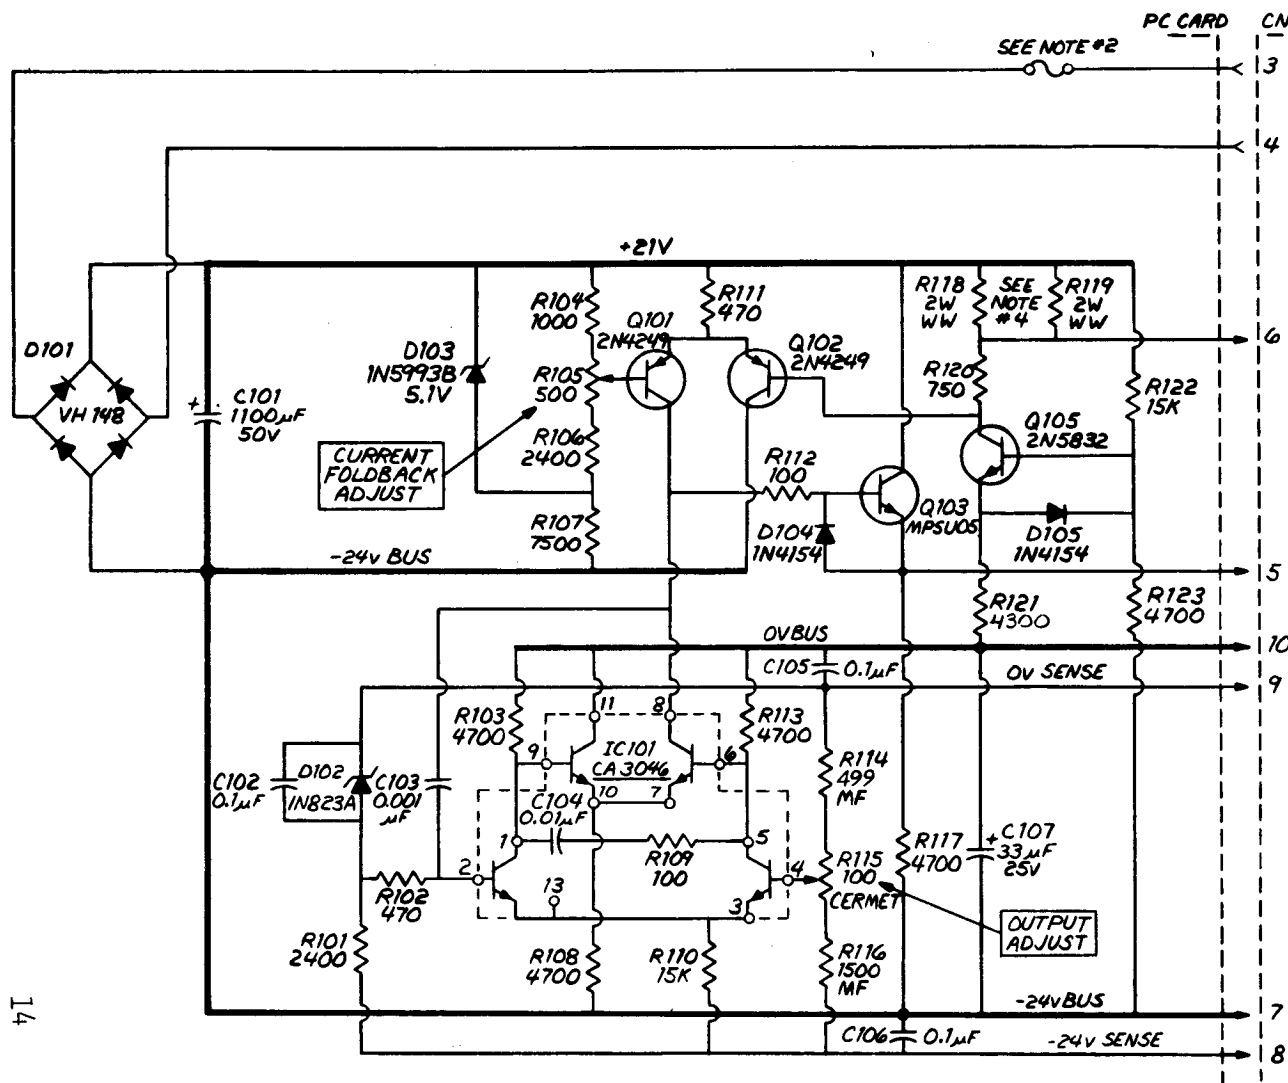 PC CARD
CN
SEE NOTE #2
3
4
+21V
R104
1000
R111
470
R118
2W
WW
SEE
NOTE
#4
R119
2W
WW
Q101
2N4249
Q102
2N4249
6
D101
VH 148
+
C101
1100μF
50V
D103
1N5993B
5.1V
R105
500
R120
750
R122
15K
CURRENT
FOLDBACK
ADJUST
R106
2400
Q105
2N5832
R112
100
R107
7500
D104
1N4154
Q103
MPSU05
D105
1N4154
-24V BUS
5
R121
4300
R123
4700
0V BUS
10
C105
0.1μF
0V SENSE
9
R103
4700
11
8
R113
4700
9
IC101
CA 3046
6
R114
499
MF
C102
0.1μF
D102
1N823A
C103
0.001
μF
10
7
C104
0.01μF
1
R109
100
5
R117
4700
+
C107
33μF
25V
2
13
4
R115
100
CERMET
R102
470
3
OUTPUT
ADJUST
R101
2400
R108
4700
R110
15K
R116
1500
MF
-24V BUS
7
C106
0.1μF
-24V SENSE
8
14